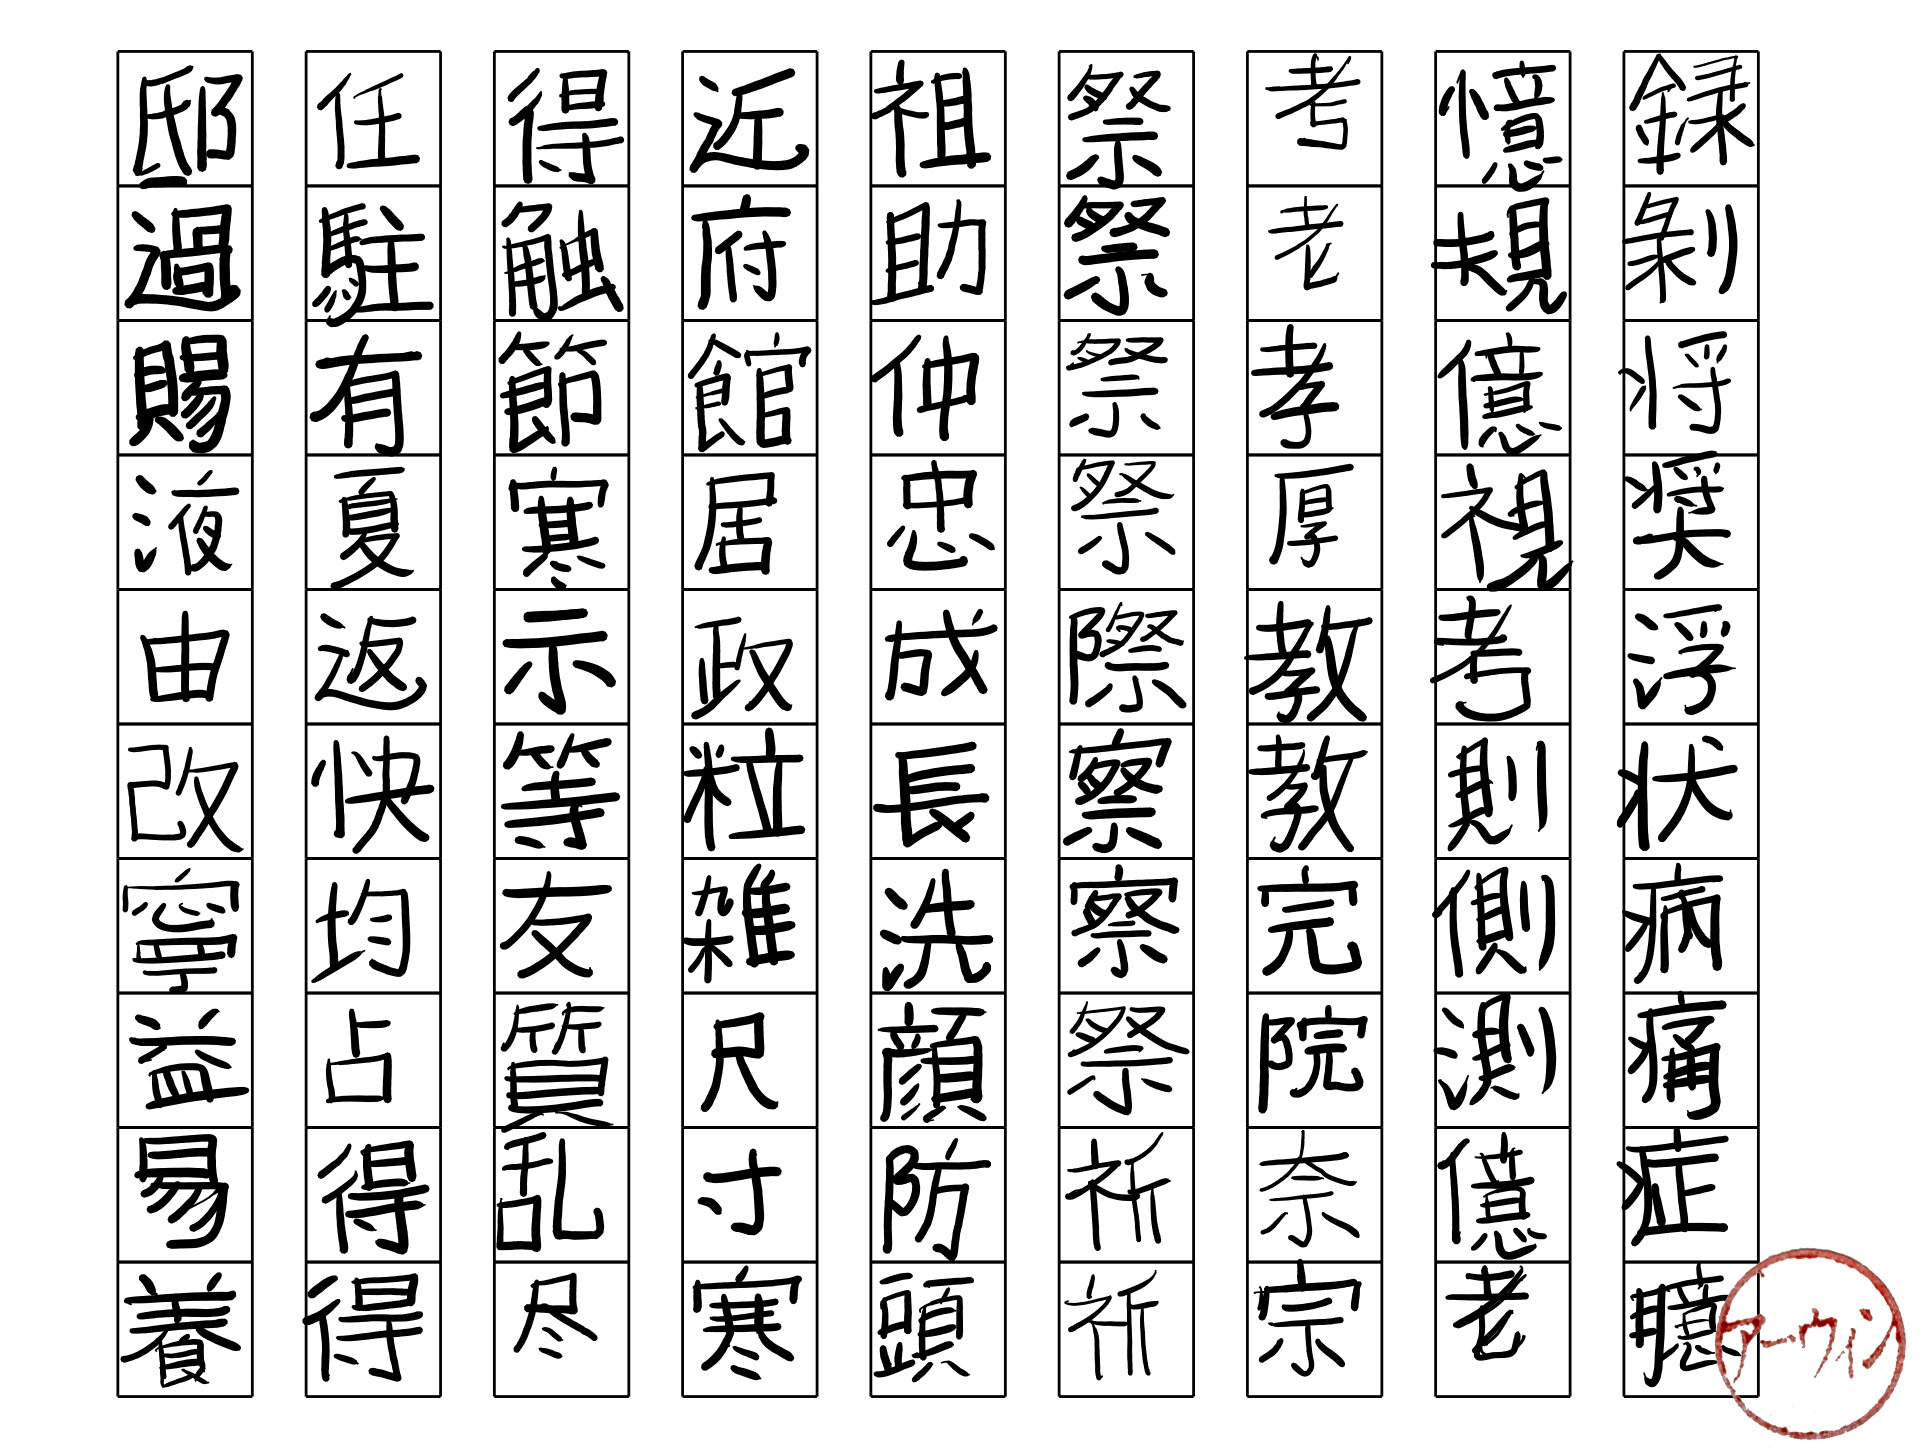 録剝将奨浮状病痛症臆
憶規億視考則側測億老
考老孝厚教教完院奈宗
祭祭祭祭際察察祭祈祈
祖助仲忠成長洗顔防頭
近府館居政粒雑尺寸寒
得触節寒示等友質乱尽
任駐有夏返快均占得得
邸過賜液由改寧益易養
アーウィン